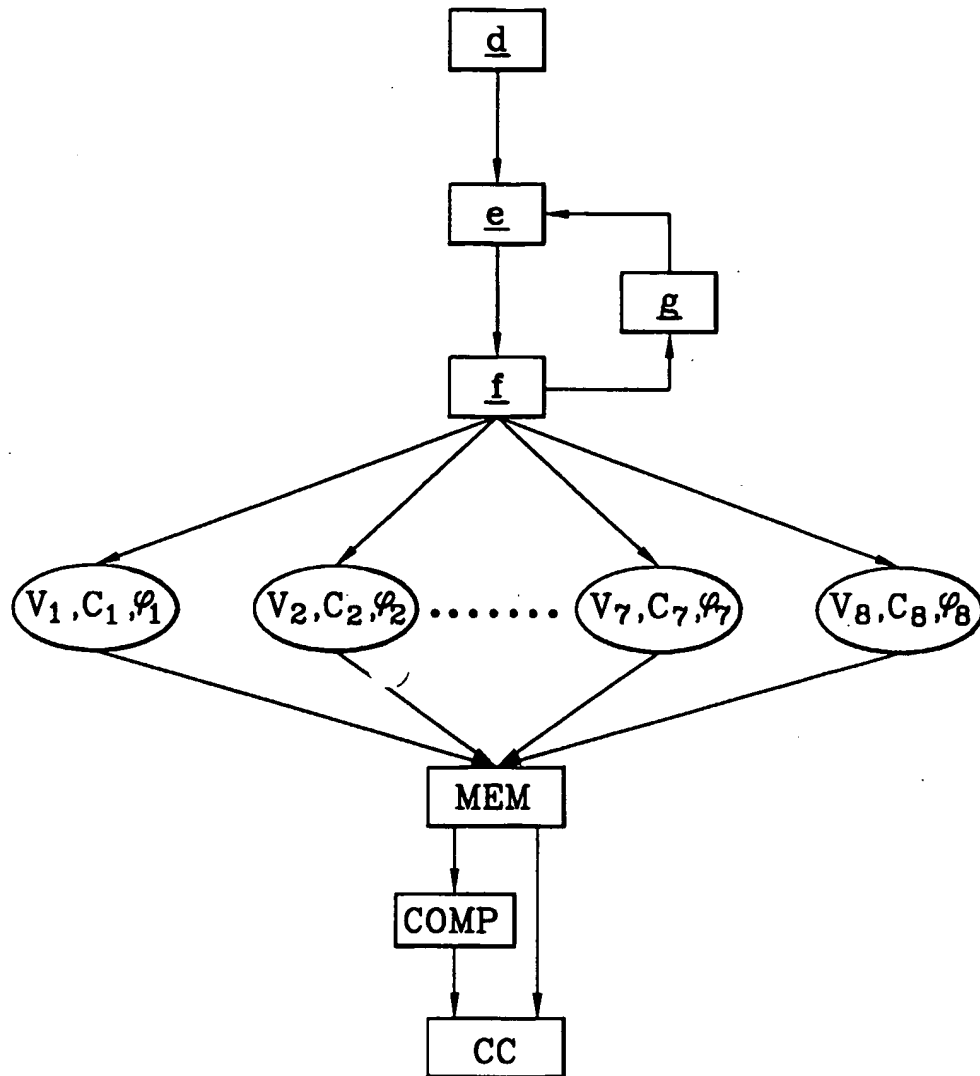 d
e
g
f
V₁,C₁,φ₁
V₂,C₂,φ₂
.......
V₇,C₇,φ₇
V₈,C₈,φ₈
MEM
COMP
CC